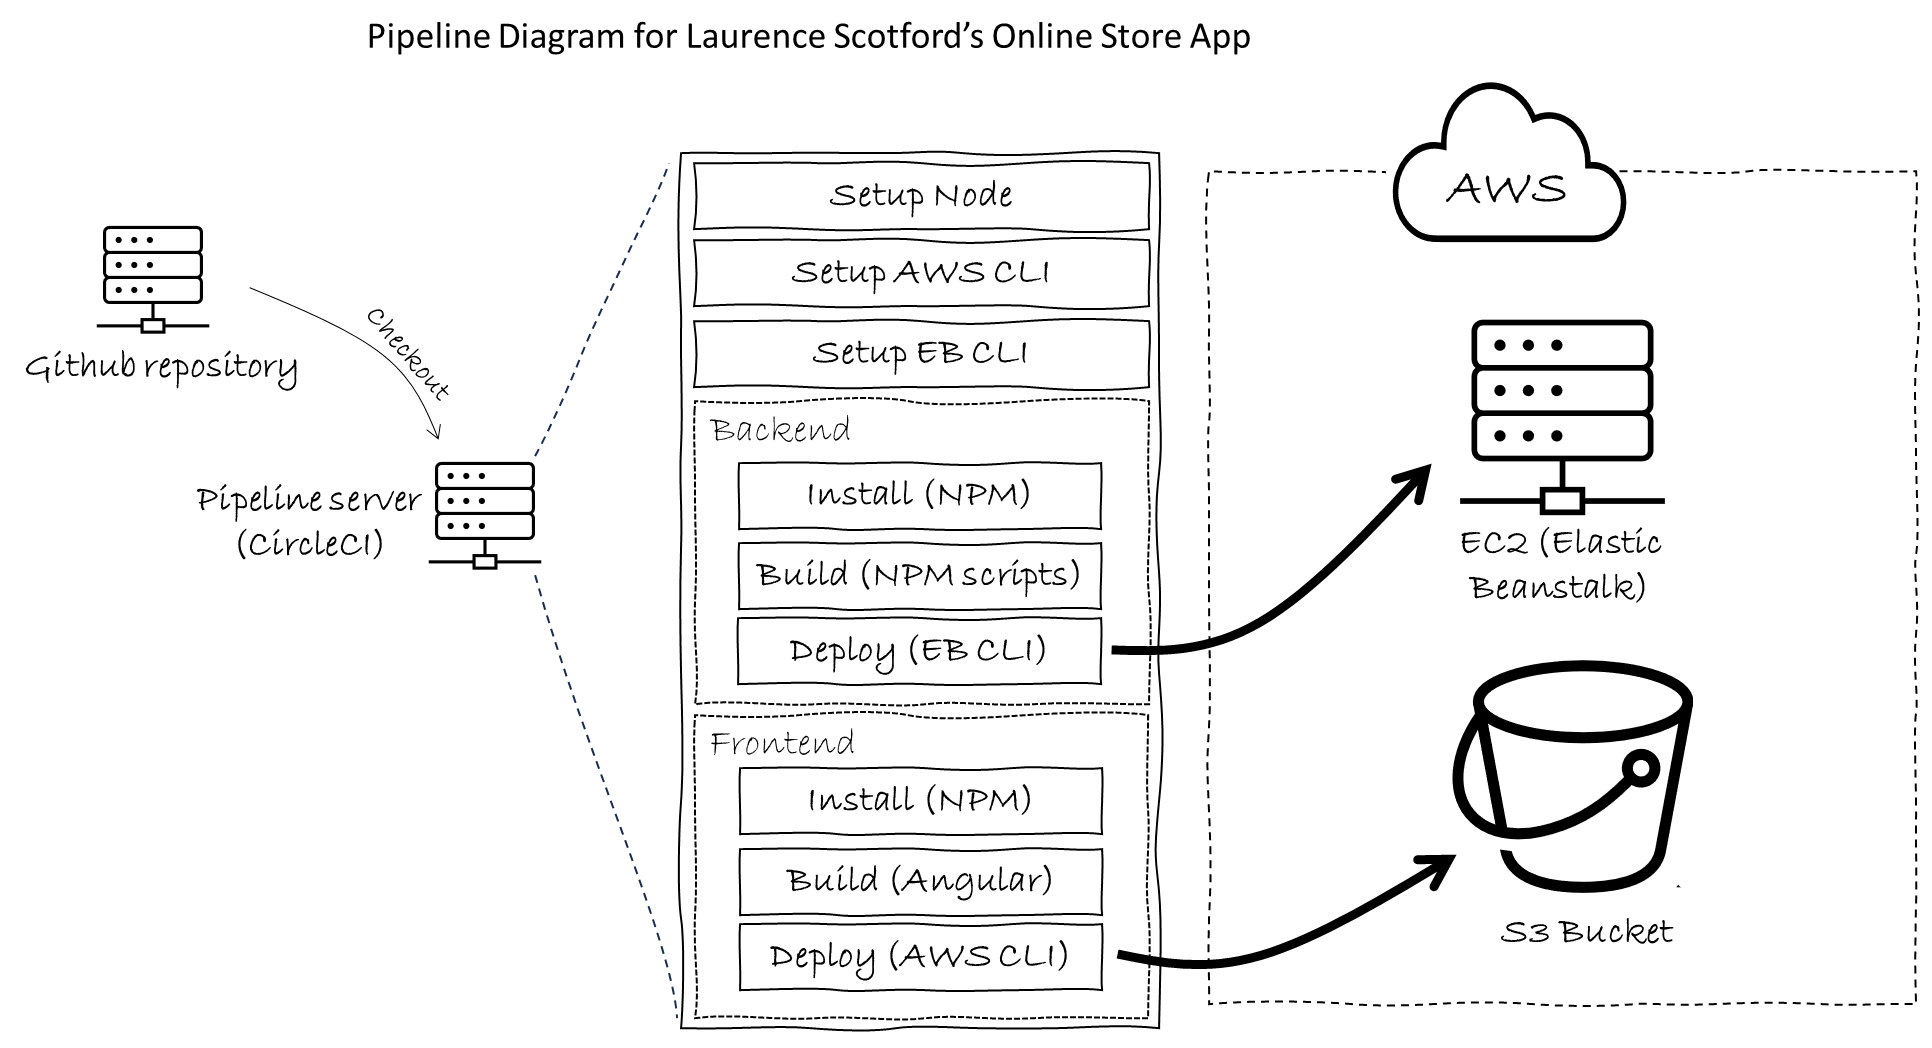 Pipeline Diagram for Laurence Scotford’s Online Store App
Github repository
Checkout
Pipeline server
(CircleCI)
Setup Node
Setup AWS CLI
Setup EB CLI
Backend
Install (NPM)
Build (NPM scripts)
Deploy (EB CLI)
Frontend
Install (NPM)
Build (Angular)
Deploy (AWS CLI)
AWS
EC2 (Elastic
Beanstalk)
S3 Bucket